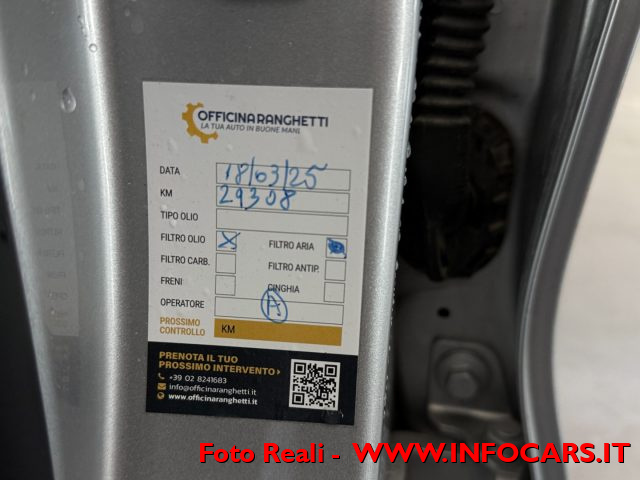 OFFICINA RANGHETTI
LA TUA AUTO IN BUONE MANI
DATA 18/03/25
KM 29308
TIPO OLIO
FILTRO OLIO X FILTRO ARIA
FILTRO CARB. FILTRO ANTIP.
FRENI CINGHIA
OPERATORE A
PROSSIMO CONTROLLO KM
PRENOTA IL TUO
PROSSIMO INTERVENTO
+39 02 8241683
info@officinaranghetti.it
www.officinaranghetti.it
Foto Reali - WWW.INFOCARS.IT